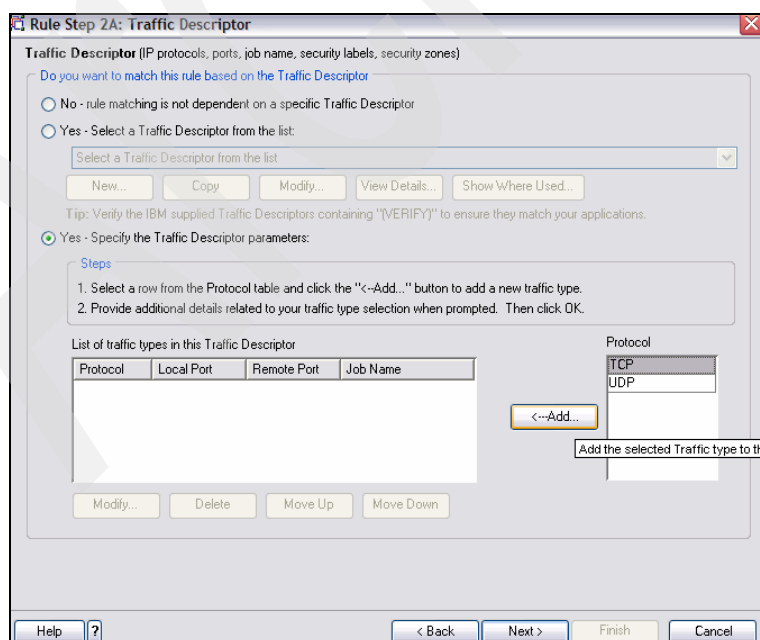 Rule Step 2A: Traffic Descriptor
Traffic Descriptor (IP protocols, ports, job name, security labels, security zones)
Do you want to match this rule based on the Traffic Descriptor
No - rule matching is not dependent on a specific Traffic Descriptor
Yes - Select a Traffic Descriptor from the list:
Select a Traffic Descriptor from the list
New... Copy Modify... View Details... Show Where Used...
Tip: Verify the IBM supplied Traffic Descriptors containing "(VERIFY)" to ensure they match your applications.
Yes - Specify the Traffic Descriptor parameters:
Steps
1. Select a row from the Protocol table and click the "<--Add..." button to add a new traffic type.
2. Provide additional details related to your traffic type selection when prompted. Then click OK.
List of traffic types in this Traffic Descriptor
Protocol Local Port Remote Port Job Name
Protocol
TCP
UDP
<---Add...
Add the selected Traffic type to
Modify... Delete Move Up Move Down
Help ? < Back Next > Finish Cancel